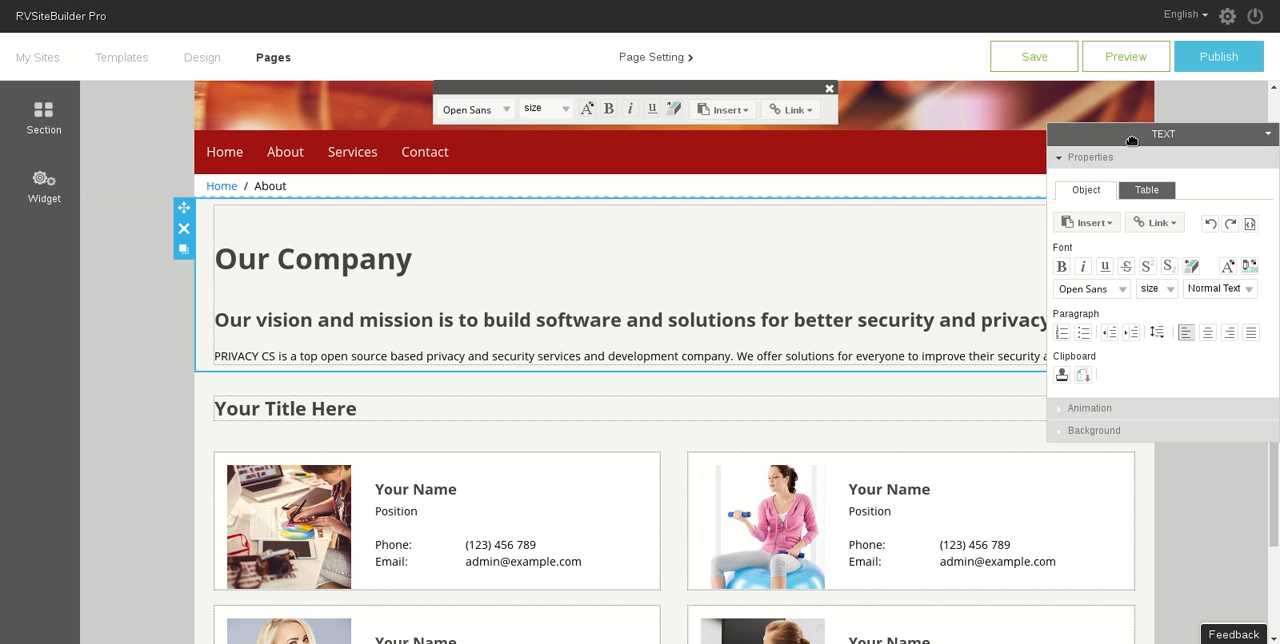 RVSiteBuilder Pro
English
My Sites Templates Design Pages
Page Setting
Save Preview Publish
Section
Widget
Open Sans size A B i u Insert Link
Home About Services Contact
Home / About
Our Company
Our vision and mission is to build software and solutions for better security and privacy
PRIVACY CS is a top open source based privacy and security services and development company. We offer solutions for everyone to improve their security
Your Title Here
Your Name
Position
Phone: (123) 456 789
Email: admin@example.com
Your Name
Position
Phone: (123) 456 789
Email: admin@example.com
Your Name
Your Name
TEXT
Properties
Object Table
Insert Link
Font
B i u S S² S₂ A
Open Sans size Normal Text
Paragraph
Clipboard
Animation
Background
Feedback